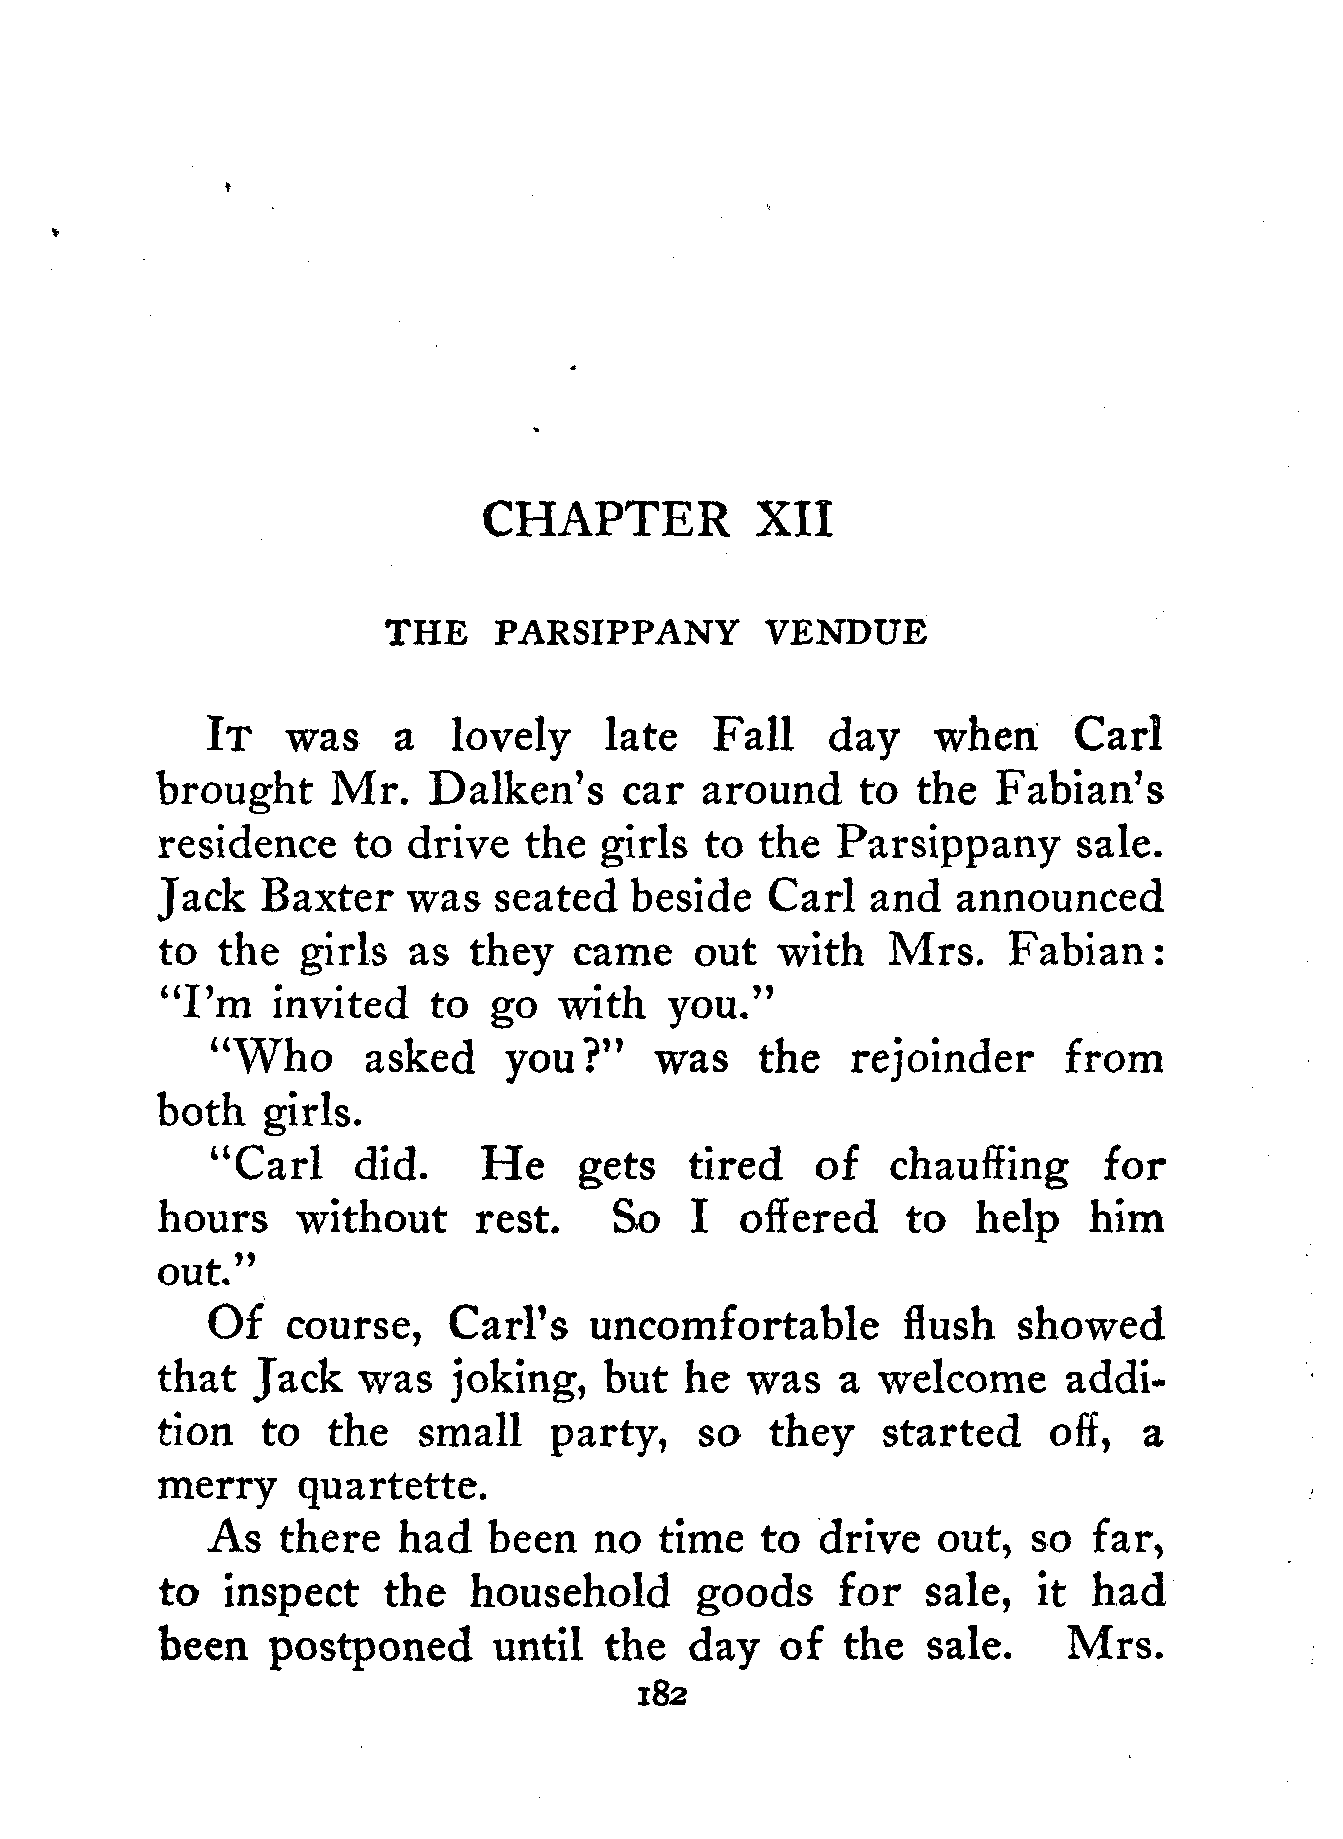 CHAPTER XII
THE PARSIPPANY VENDUE
IT was a lovely late Fall day when Carl
brought Mr. Dalken's car around to the Fabian's
residence to drive the girls to the Parsippany sale.
Jack Baxter was seated beside Carl and announced
to the girls as they came out with Mrs. Fabian:
"I'm invited to go with you."
"Who asked you?" was the rejoinder from
both girls.
"Carl did. He gets tired of chauffing for
hours without rest. So I offered to help him
out."
Of course, Carl's uncomfortable flush showed
that Jack was joking, but he was a welcome addi-
tion to the small party, so they started off, a
merry quartette.
As there had been no time to drive out, so far,
to inspect the household goods for sale, it had
been postponed until the day of the sale. Mrs.
182